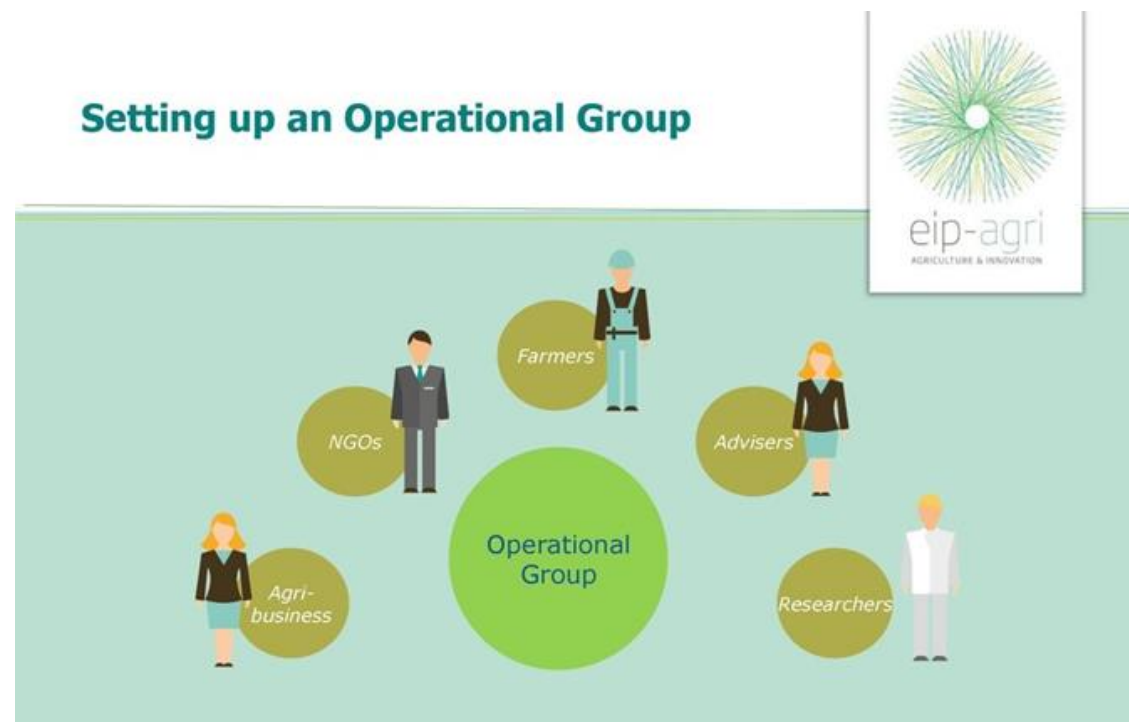 Setting up an Operational Group
eip-agri
AGRICULTURE & INNOVATION
Farmers
NGOs
Advisers
Operational
Group
Agri-
business
Researchers